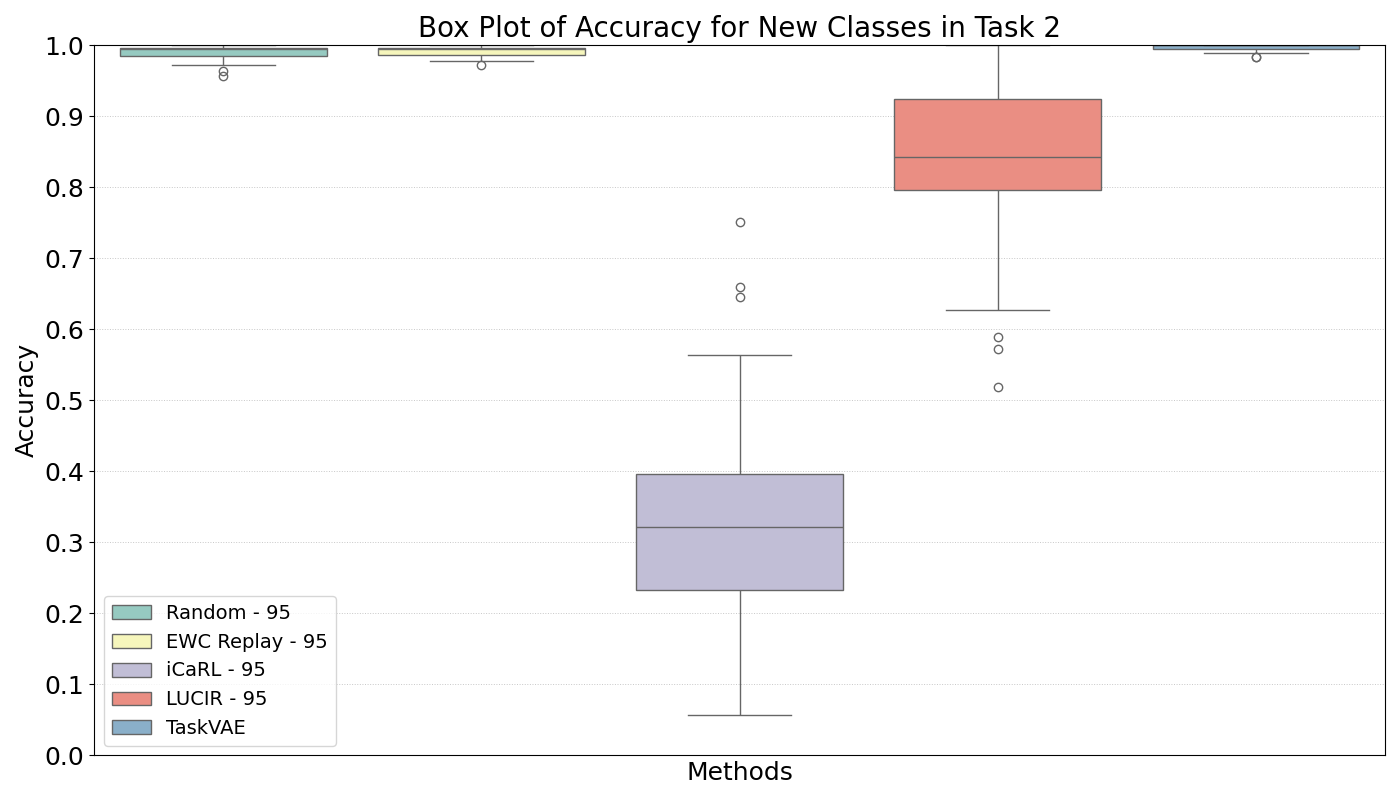 Box Plot of Accuracy for New Classes in Task 2
1.0
0.9
0.8
0.7
0.6
0.5
0.4
0.3
0.2
0.1
0.0
Accuracy
Random - 95
EWC Replay - 95
iCaRL - 95
LUCIR - 95
TaskVAE
Methods